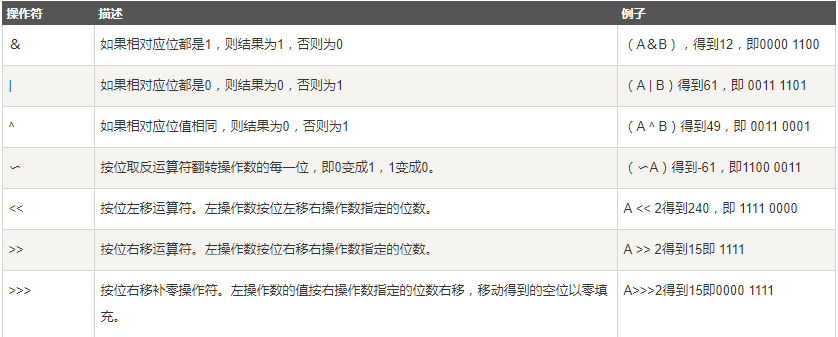 操作符 描述 例子
＆ 如果相对应位都是1，则结果为1，否则为0 （A＆B），得到12，即0000 1100
| 如果相对应位都是0，则结果为0，否则为1 （A | B）得到61，即 0011 1101
^ 如果相对应位值相同，则结果为0，否则为1 （A ^ B）得到49，即 0011 0001
〜 按位取反运算符翻转操作数的每一位，即0变成1，1变成0。 （〜A）得到-61，即1100 0011
<< 按位左移运算符。左操作数按位左移右操作数指定的位数。 A << 2得到240，即 1111 0000
>> 按位右移运算符。左操作数按位右移右操作数指定的位数。 A >> 2得到15即 1111
>>> 按位右移补零操作符。左操作数的值按右操作数指定的位数右移，移动得到的空位以零填 A>>>2得到15即0000 1111
充。